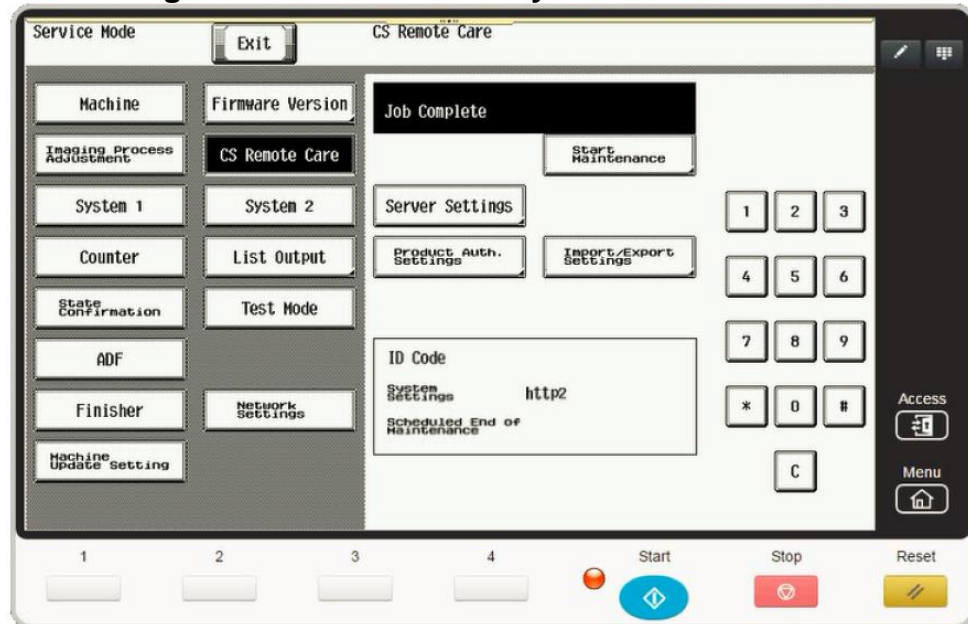 Service Mode
Exit
CS Remote Care
Machine
Firmware Version
Job Complete
Imaging Process
Adjustment
CS Remote Care
Start
Maintenance
System 1
System 2
Server Settings
1 2 3
Counter
List Output
Product Auth.
Settings
Import/Export
Settings
4 5 6
State
Confirmation
Test Mode
7 8 9
ADF
ID Code
System
Settings
http2
Finisher
Network
Settings
Scheduled End of
Maintenance
* 0 #
Access
Machine
Update Setting
C
Menu
1 2 3 4 Start Stop Reset